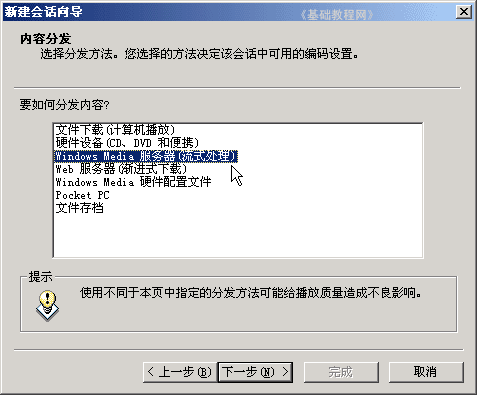 新建会话向导
《基础教程网》
内容分发
选择分发方法。您选择的方法决定该会话中可用的编码设置。
要如何分发内容?
文件下载(计算机播放)
硬件设备(CD、DVD 和便携)
Windows Media 服务器(流式处理)
Web 服务器(渐进式下载)
Windows Media 硬件配置文件
Pocket PC
文件存档
提示
使用不同于本页中指定的分发方法可能给播放质量造成不良影响。
< 上一步(B) 下一步(N) > 完成 取消